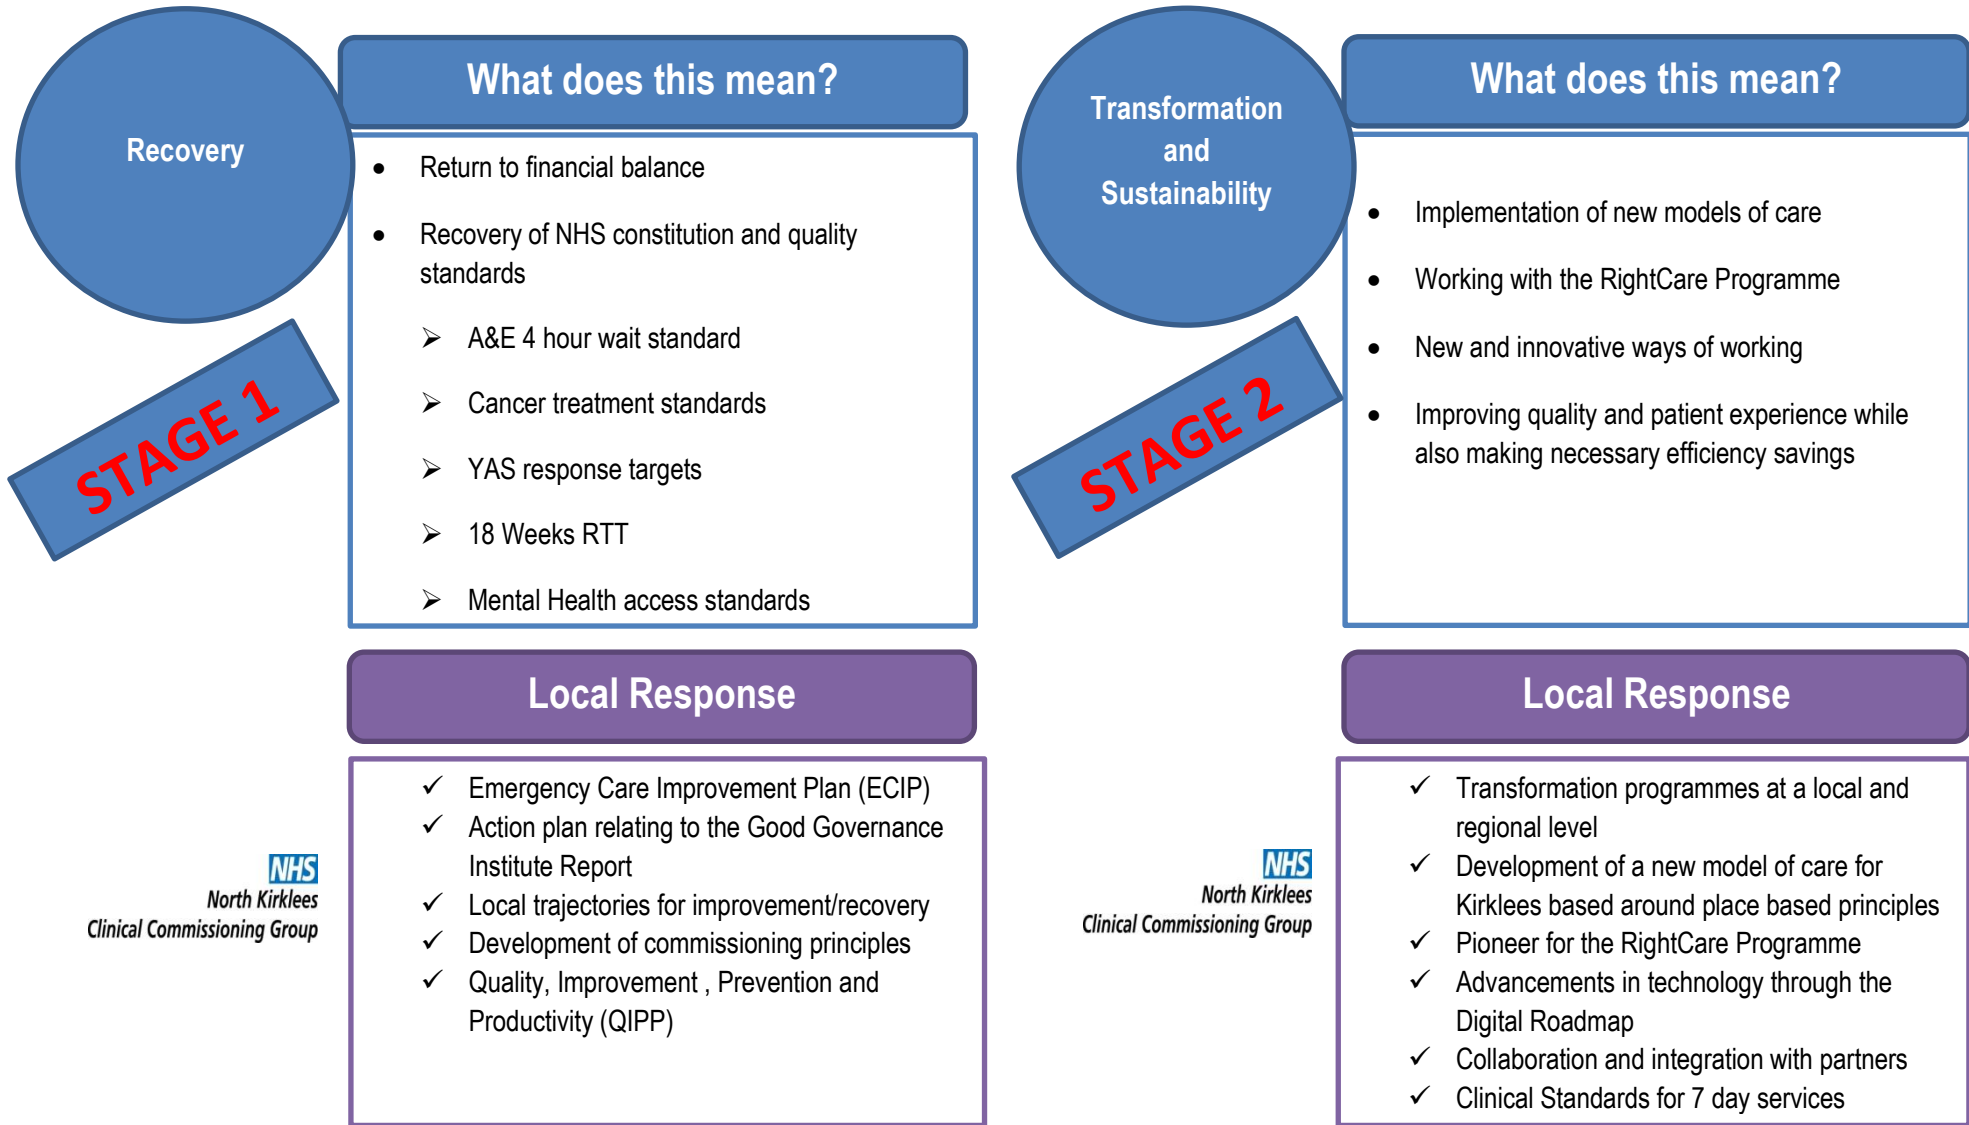 Recovery
STAGE 1
What does this mean?
• Return to financial balance
• Recovery of NHS constitution and quality
standards
➢ A&E 4 hour wait standard
➢ Cancer treatment standards
➢ YAS response targets
➢ 18 Weeks RTT
➢ Mental Health access standards
Local Response
NHS
North Kirklees
Clinical Commissioning Group
✓ Emergency Care Improvement Plan (ECIP)
✓ Action plan relating to the Good Governance
Institute Report
✓ Local trajectories for improvement/recovery
✓ Development of commissioning principles
✓ Quality, Improvement , Prevention and
Productivity (QIPP)
Transformation
and
Sustainability
STAGE 2
What does this mean?
• Implementation of new models of care
• Working with the RightCare Programme
• New and innovative ways of working
• Improving quality and patient experience while
also making necessary efficiency savings
Local Response
NHS
North Kirklees
Clinical Commissioning Group
✓ Transformation programmes at a local and
regional level
✓ Development of a new model of care for
Kirklees based around place based principles
✓ Pioneer for the RightCare Programme
✓ Advancements in technology through the
Digital Roadmap
✓ Collaboration and integration with partners
✓ Clinical Standards for 7 day services